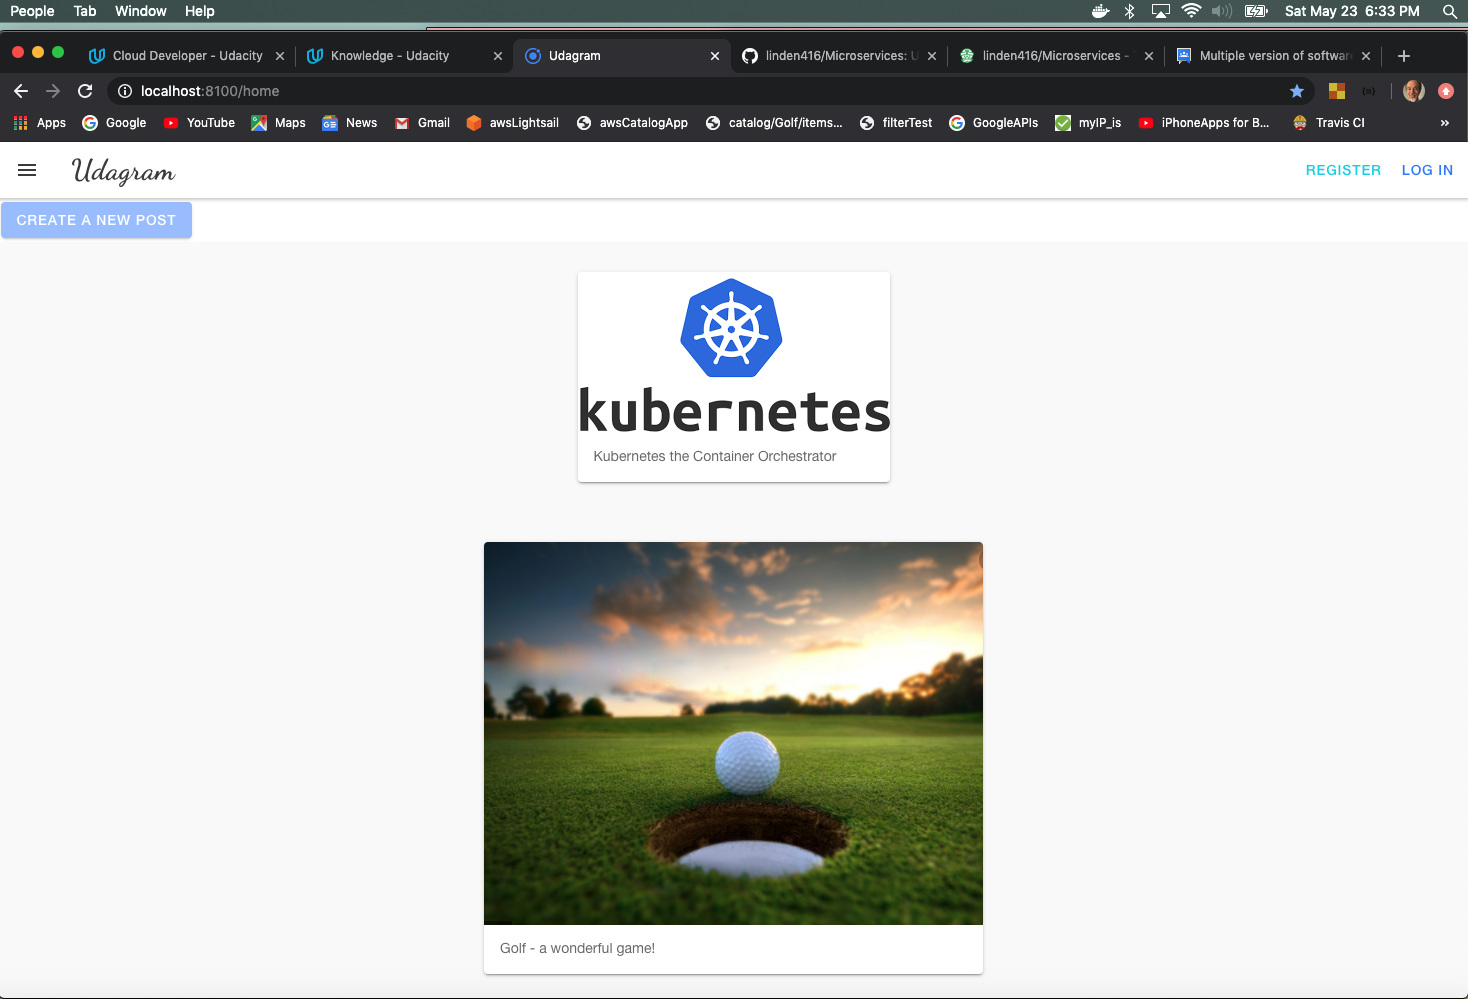 People Tab Window Help Sat May 23 6:33 PM
Cloud Developer - Udacity Knowledge - Udacity Udagram linden416/Microservices: U linden416/Microservices - Multiple version of softwar
localhost:8100/home
Apps Google YouTube Maps News Gmail awsLightsail awsCatalogApp catalog/Golf/items... filterTest GoogleAPIs myIP_is iPhoneApps for B... Travis CI »
Udagram REGISTER LOG IN
CREATE A NEW POST
kubernetes
Kubernetes the Container Orchestrator
Golf - a wonderful game!